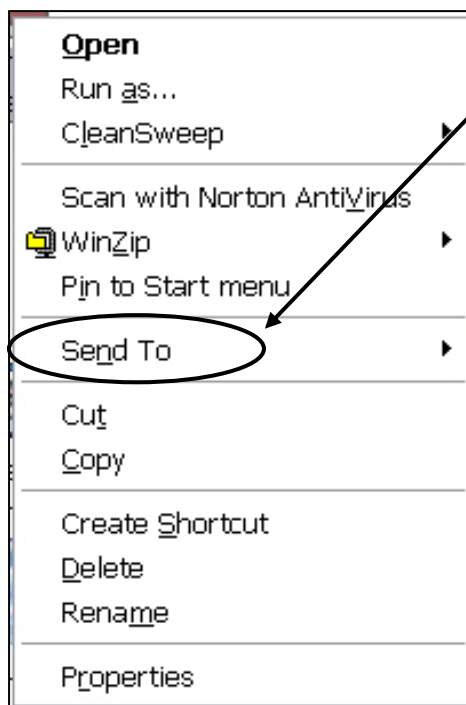 Open
Run as...
CleanSweep
Scan with Norton AntiVirus
WinZip
Pin to Start menu
Send To
Cut
Copy
Create Shortcut
Delete
Rename
Properties